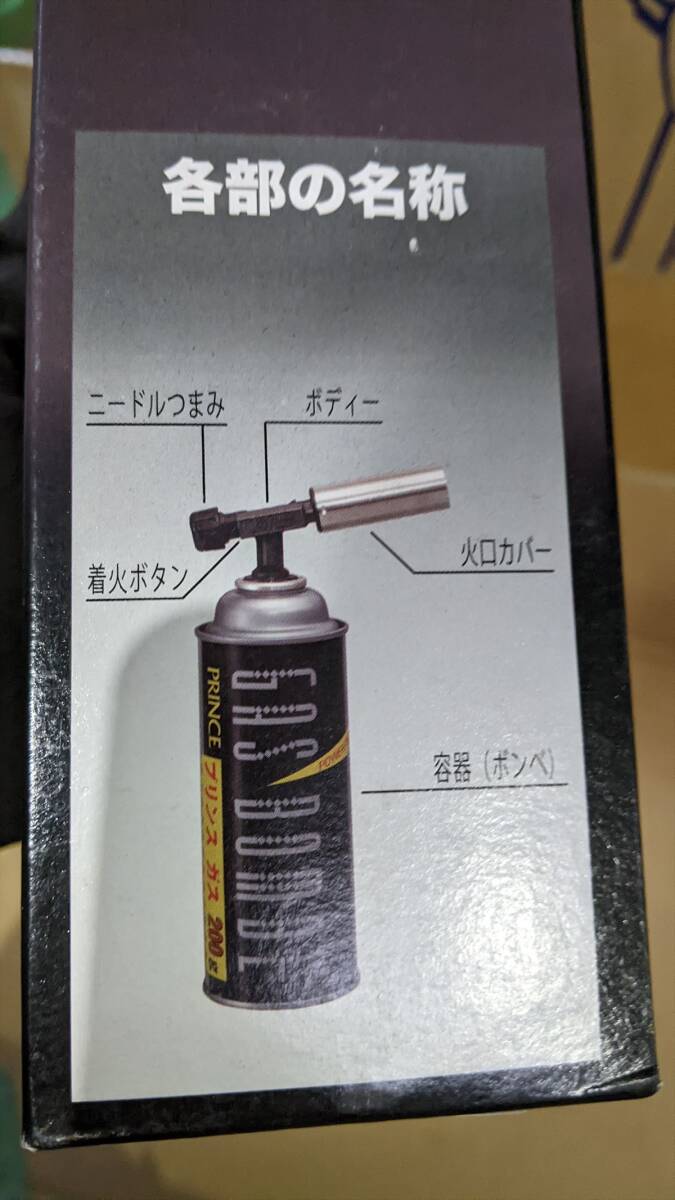 各部の名称
ニードルつまみ
ボディー
着火ボタン
火口カバー
容器(ボンベ)
GAS BOMBE
POWER
PRINCE プリンス ガス 200g